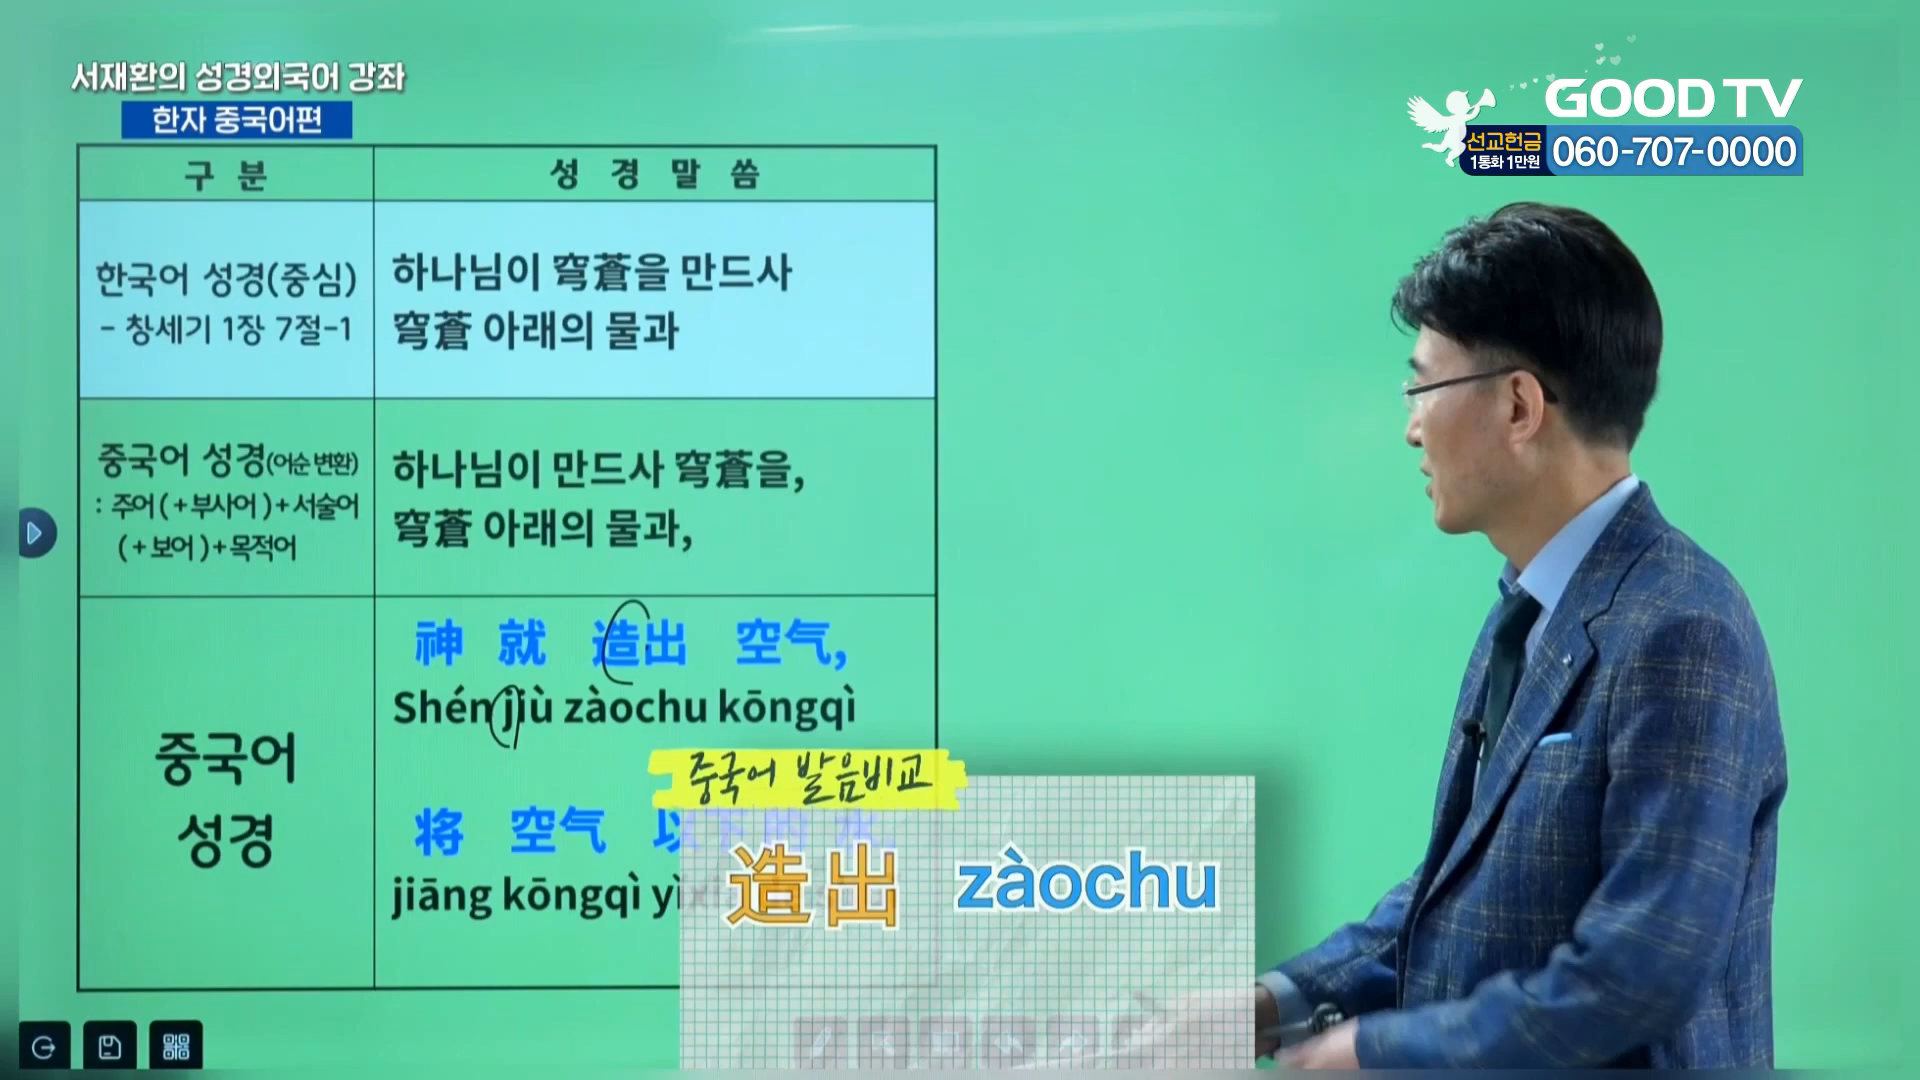 서재환의 성경외국어 강좌
한자 중국어편
GOOD TV
선교헌금
1통화 1만원
060-707-0000
구 분
성 경 말 씀
한국어 성경(중심)
- 창세기 1장 7절-1
하나님이 穹蒼을 만드사
穹蒼 아래의 물과
중국어 성경(어순 변환)
: 주어 ( + 부사어 ) + 서술어
( + 보어 ) + 목적어
하나님이 만드사 穹蒼을,
穹蒼 아래의 물과,
중국어
성경
神 就 造出 空气,
Shén jiù zàochu kōngqì
将 空气 以下的 水,
jiāng kōngqì yǐ
중국어 발음비교
造出 zàochu